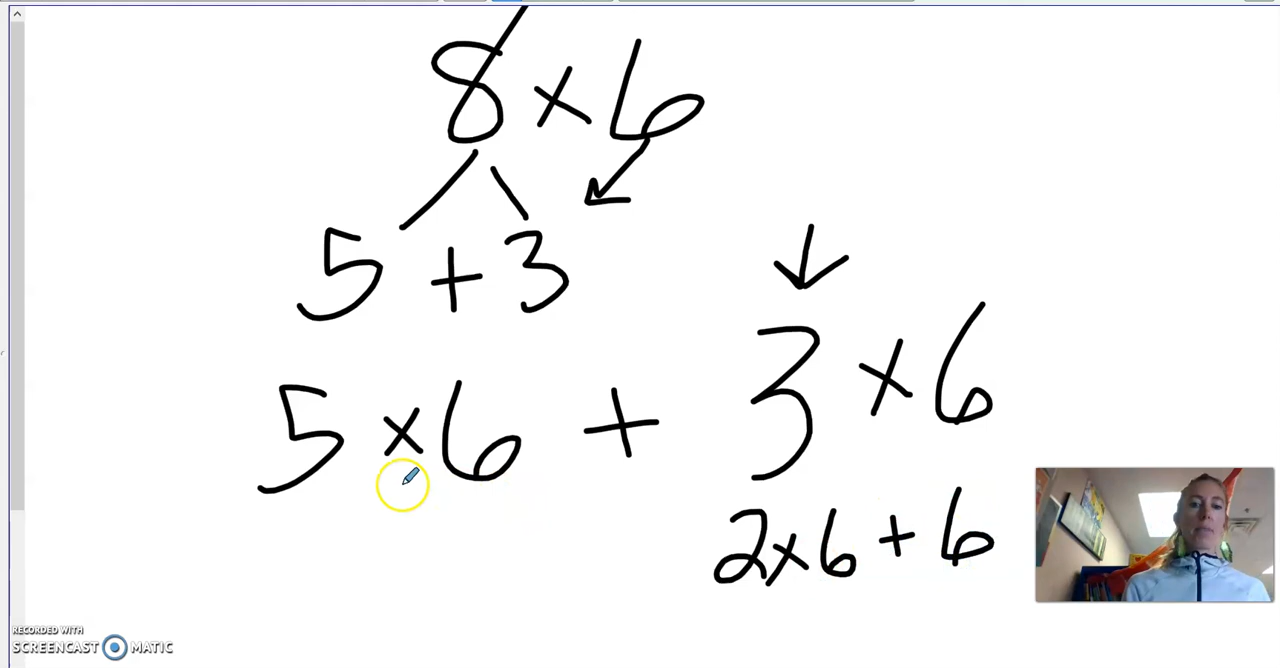 8 × 6
5 + 3
5 × 6 + 3 × 6
2 × 6 + 6
RECORDED WITH
SCREENCAST MATIC